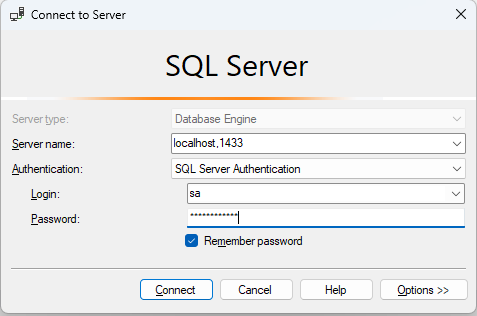 Connect to Server
SQL Server
Server type: Database Engine
Server name: localhost,1433
Authentication: SQL Server Authentication
Login: sa
Password: ************
Remember password
Connect Cancel Help Options >>